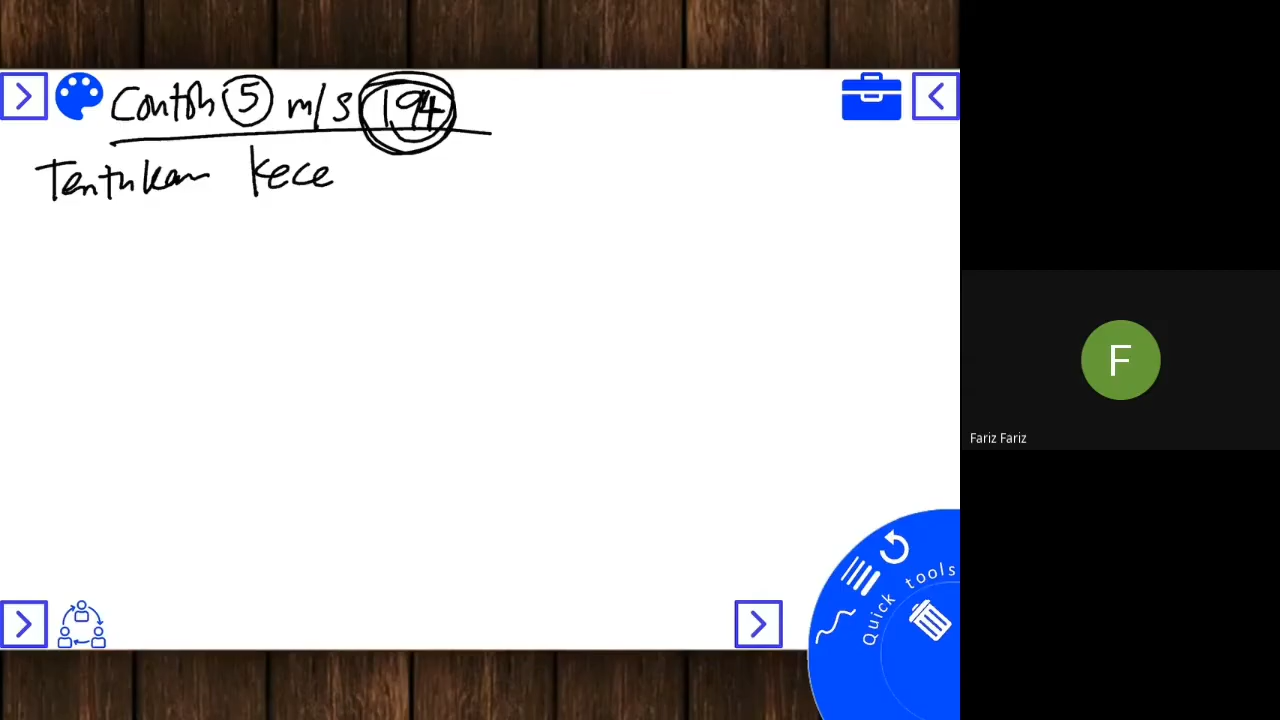 Contoh 5 m/s 194
Tentukan kece
Quick tools
F
Fariz Fariz